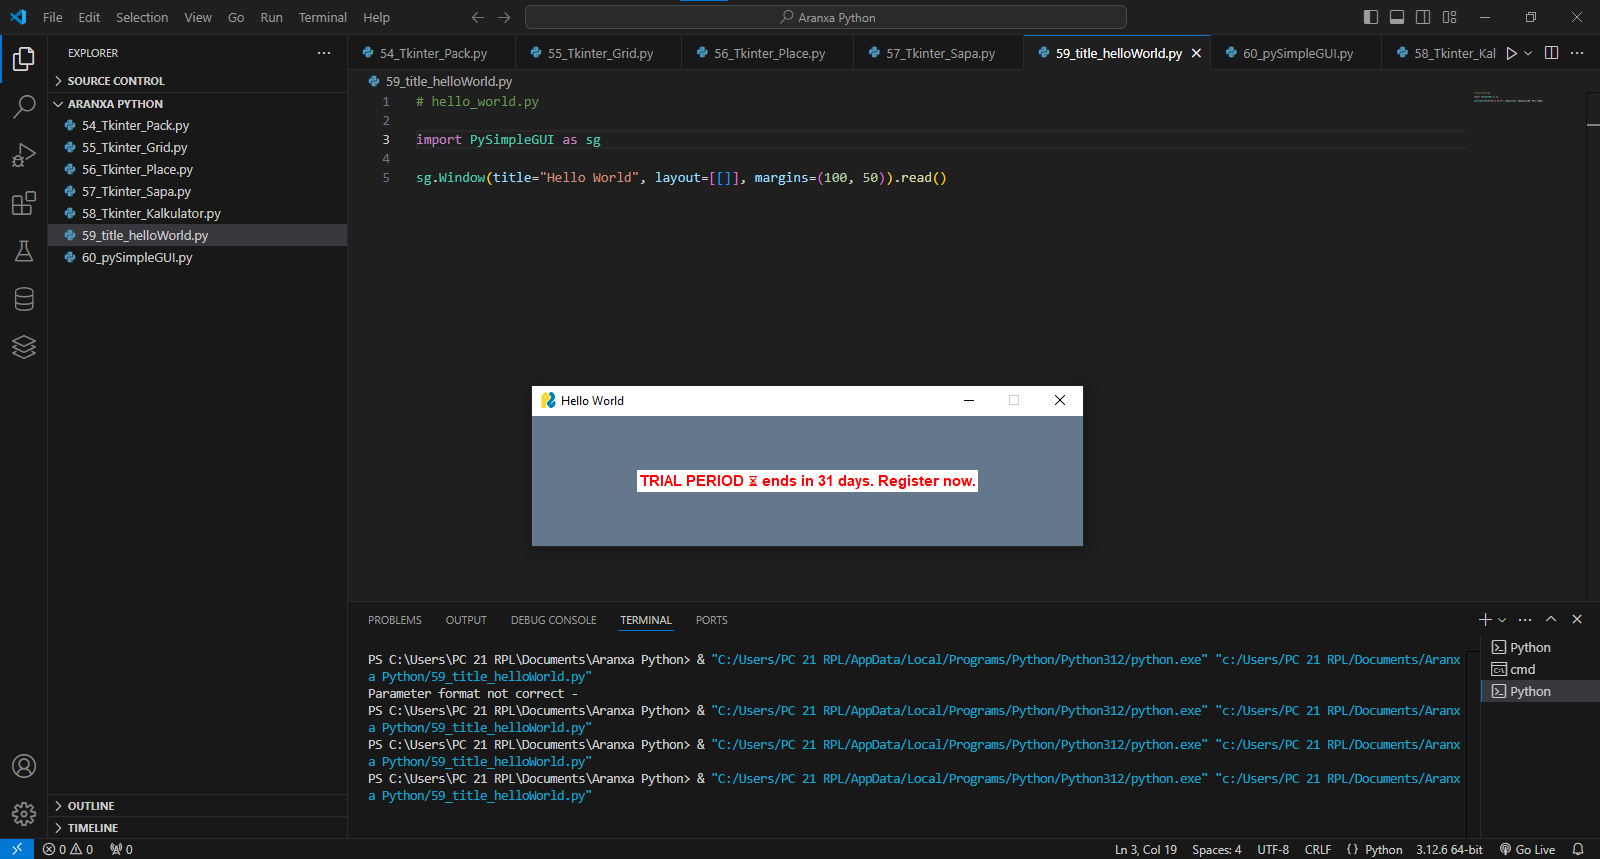 File Edit Selection View Go Run Terminal Help
Aranxa Python
EXPLORER
SOURCE CONTROL
ARANXA PYTHON
54_Tkinter_Pack.py
55_Tkinter_Grid.py
56_Tkinter_Place.py
57_Tkinter_Sapa.py
58_Tkinter_Kalkulator.py
59_title_helloWorld.py
60_pySimpleGUI.py
OUTLINE
TIMELINE
54_Tkinter_Pack.py 55_Tkinter_Grid.py 56_Tkinter_Place.py 57_Tkinter_Sapa.py 59_title_helloWorld.py 60_pySimpleGUI.py 58_Tkinter_Kal
59_title_helloWorld.py
1 # hello_world.py
2
3 import PySimpleGUI as sg
4
5 sg.Window(title="Hello World", layout=[[]], margins=(100, 50)).read()
Hello World
TRIAL PERIOD ⏳ ends in 31 days. Register now.
PROBLEMS OUTPUT DEBUG CONSOLE TERMINAL PORTS
PS C:\Users\PC 21 RPL\Documents\Aranxa Python> & "C:/Users/PC 21 RPL/AppData/Local/Programs/Python/Python312/python.exe" "c:/Users/PC 21 RPL/Documents/Aranx
a Python/59_title_helloWorld.py"
Parameter format not correct -
PS C:\Users\PC 21 RPL\Documents\Aranxa Python> & "C:/Users/PC 21 RPL/AppData/Local/Programs/Python/Python312/python.exe" "c:/Users/PC 21 RPL/Documents/Aranx
a Python/59_title_helloWorld.py"
PS C:\Users\PC 21 RPL\Documents\Aranxa Python> & "C:/Users/PC 21 RPL/AppData/Local/Programs/Python/Python312/python.exe" "c:/Users/PC 21 RPL/Documents/Aranx
a Python/59_title_helloWorld.py"
PS C:\Users\PC 21 RPL\Documents\Aranxa Python> & "C:/Users/PC 21 RPL/AppData/Local/Programs/Python/Python312/python.exe" "c:/Users/PC 21 RPL/Documents/Aranx
a Python/59_title_helloWorld.py"
Python
cmd
Python
0 0 0
Ln 3, Col 19 Spaces: 4 UTF-8 CRLF {} Python 3.12.6 64-bit Go Live